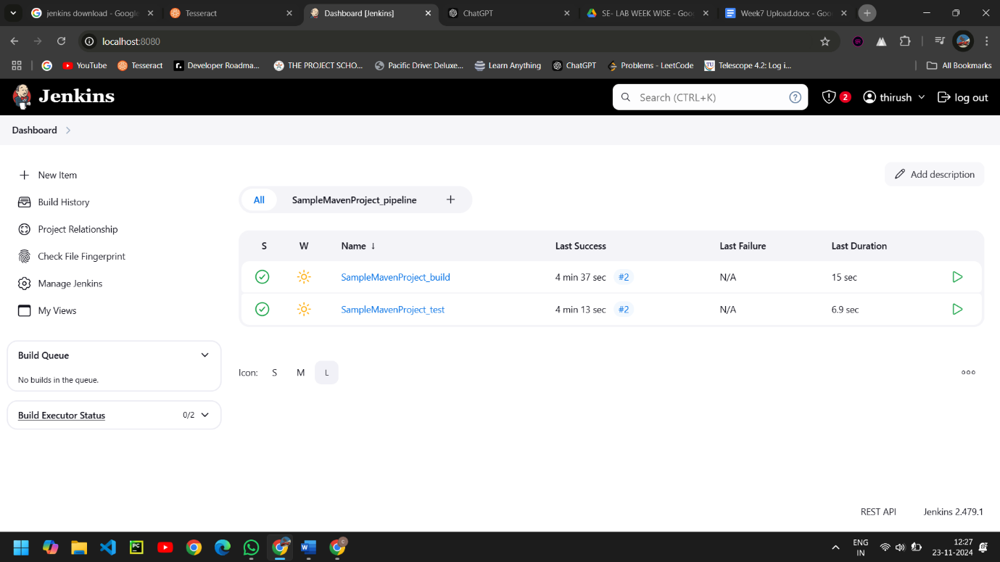 jenkins download - Google
Tesseract
Dashboard [Jenkins]
ChatGPT
SE- LAB WEEK WISE - Goo
Week7 Upload.docx - Goo
localhost:8080
YouTube
Tesseract
Developer Roadma...
THE PROJECT SCHO...
Pacific Drive: Deluxe...
Learn Anything
ChatGPT
Problems - LeetCode
Telescope 4.2: Log i...
All Bookmarks
Jenkins
Search (CTRL+K)
2
thirush
log out
Dashboard
New Item
Build History
Project Relationship
Check File Fingerprint
Manage Jenkins
My Views
Build Queue
No builds in the queue.
Build Executor Status 0/2
Add description
All SampleMavenProject_pipeline +
S W Name ↓ Last Success Last Failure Last Duration
SampleMavenProject_build 4 min 37 sec #2 N/A 15 sec
SampleMavenProject_test 4 min 13 sec #2 N/A 6.9 sec
Icon: S M L
REST API Jenkins 2.479.1
ENG
IN
12:27
23-11-2024